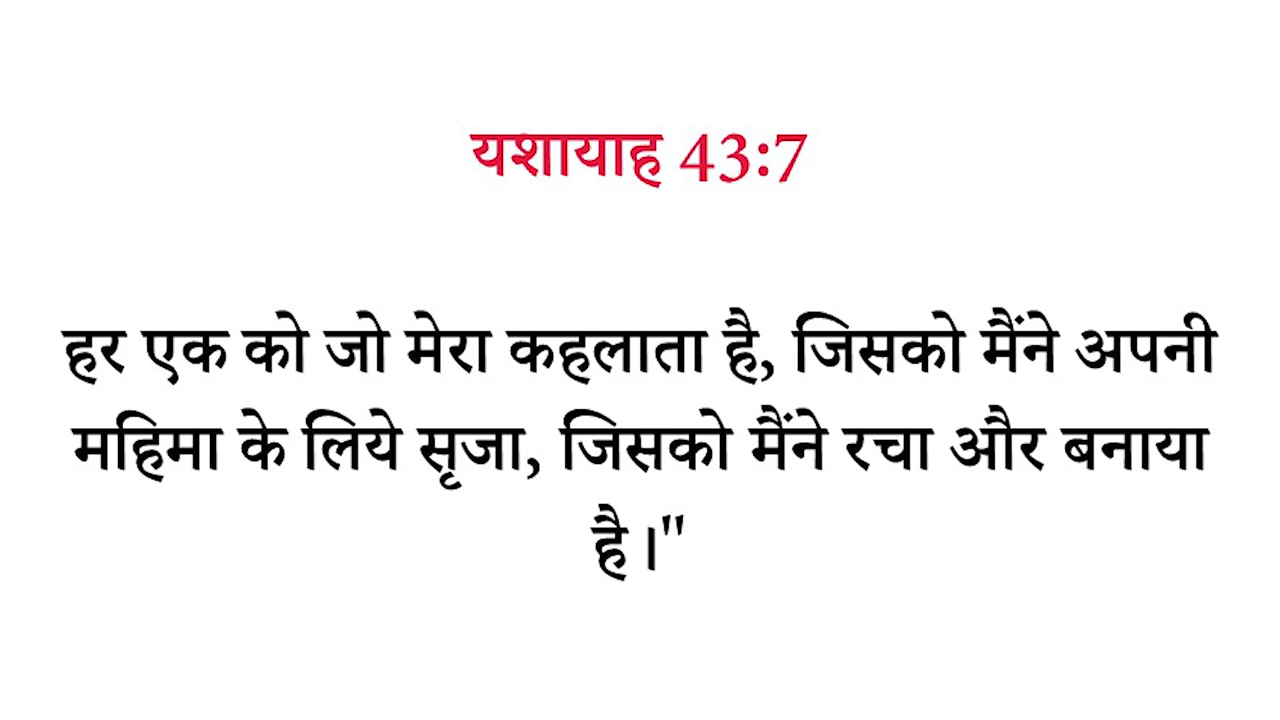 यशायाह 43:7
हर एक को जो मेरा कहलाता है, जिसको मैंने अपनी
महिमा के लिये सृजा, जिसको मैंने रचा और बनाया
है।"